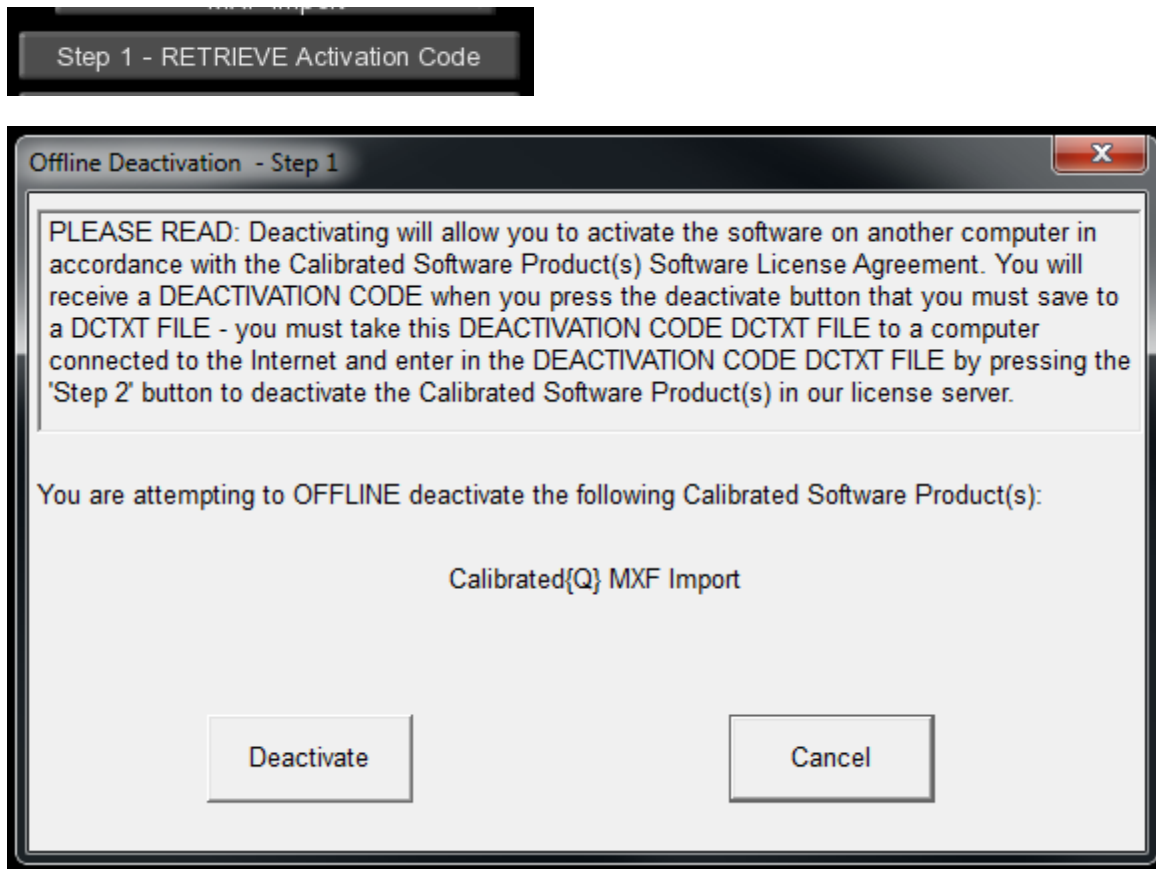 Step 1 - RETRIEVE Activation Code
Offline Deactivation  - Step 1
PLEASE READ: Deactivating will allow you to activate the software on another computer in
accordance with the Calibrated Software Product(s) Software License Agreement. You will
receive a DEACTIVATION CODE when you press the deactivate button that you must save to
a DCTXT FILE - you must take this DEACTIVATION CODE DCTXT FILE to a computer
connected to the Internet and enter in the DEACTIVATION CODE DCTXT FILE by pressing the
'Step 2' button to deactivate the Calibrated Software Product(s) in our license server.
You are attempting to OFFLINE deactivate the following Calibrated Software Product(s):
Calibrated{Q} MXF Import
Deactivate Cancel